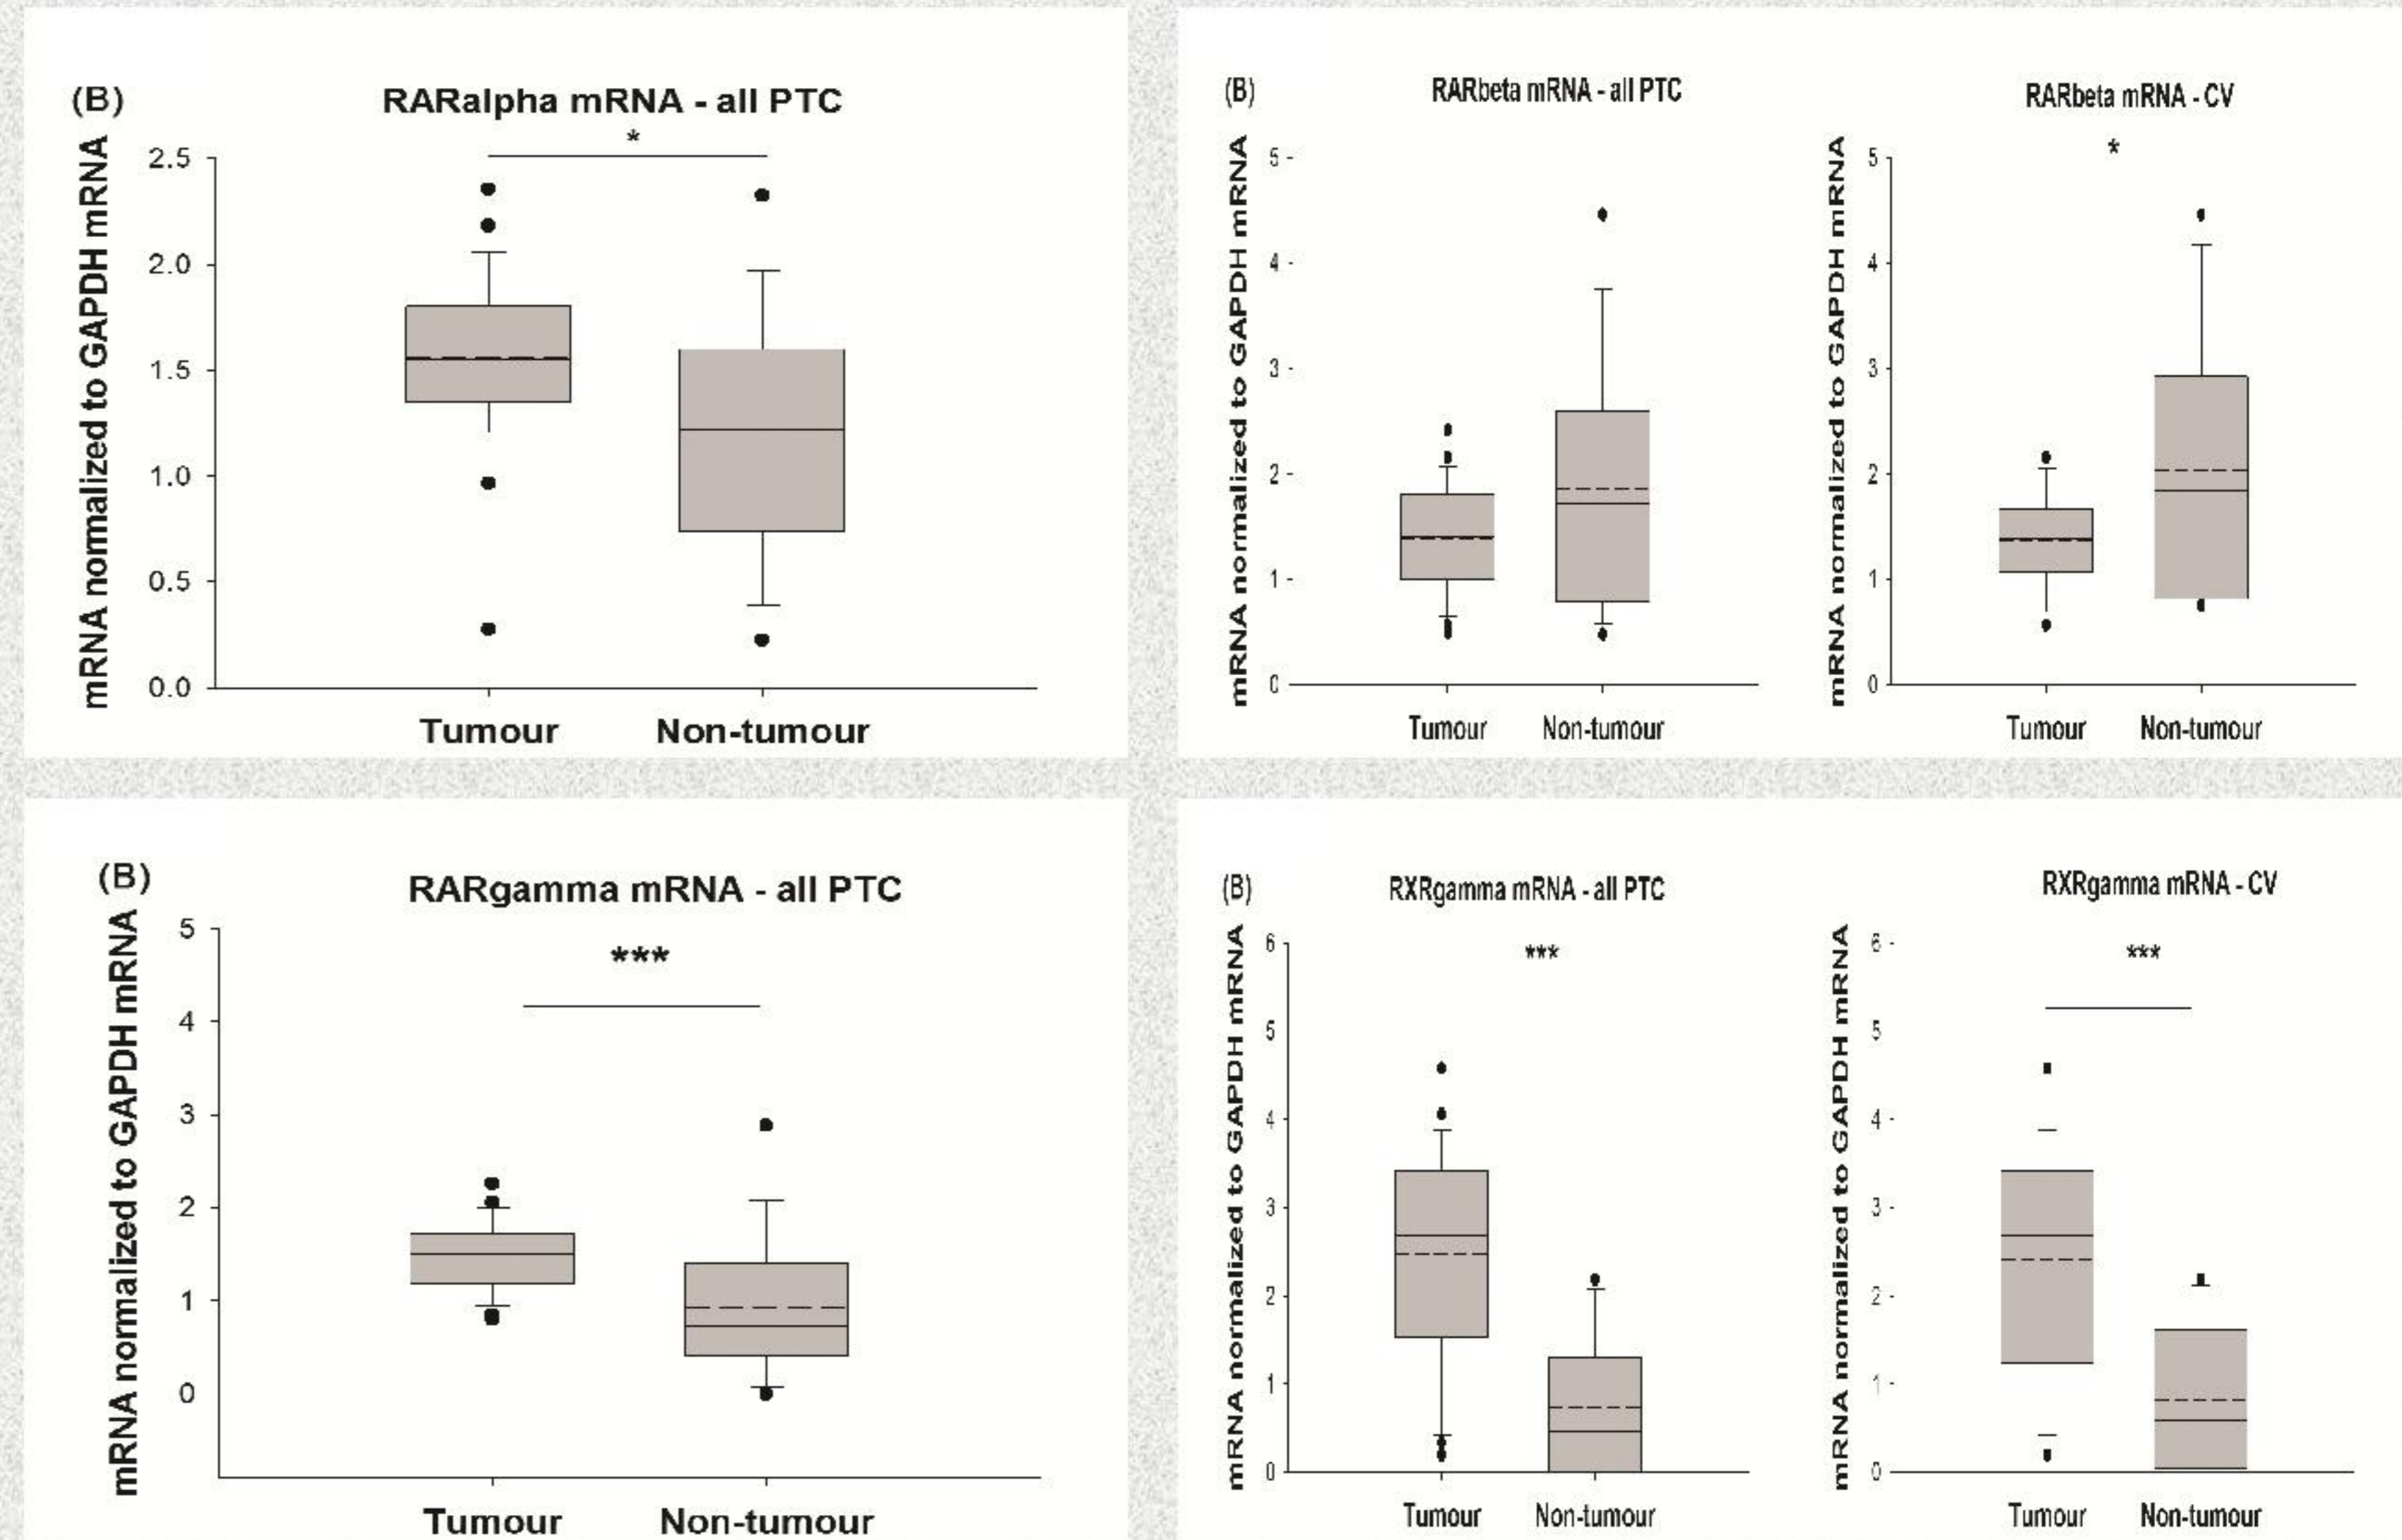 (B)
RARalpha mRNA - all PTC
*
mRNA normalized to GAPDH mRNA
2.5
2.0
1.5
1.0
0.5
0.0
Tumour Non-tumour
(B)
RARbeta mRNA - all PTC
mRNA normalized to GAPDH mRNA
5
4
3
2
1
0
Tumour Non-tumour
RARbeta mRNA - CV
*
mRNA normalized to GAPDH mRNA
5
4
3
2
1
0
Tumour Non-tumour
(B)
RARgamma mRNA - all PTC
***
mRNA normalized to GAPDH mRNA
5
4
3
2
1
0
Tumour Non-tumour
(B)
RXRgamma mRNA - all PTC
***
mRNA normalized to GAPDH mRNA
6
5
4
3
2
1
0
Tumour Non-tumour
RXRgamma mRNA - CV
***
mRNA normalized to GAPDH mRNA
6
5
4
3
2
1
0
Tumour Non-tumour